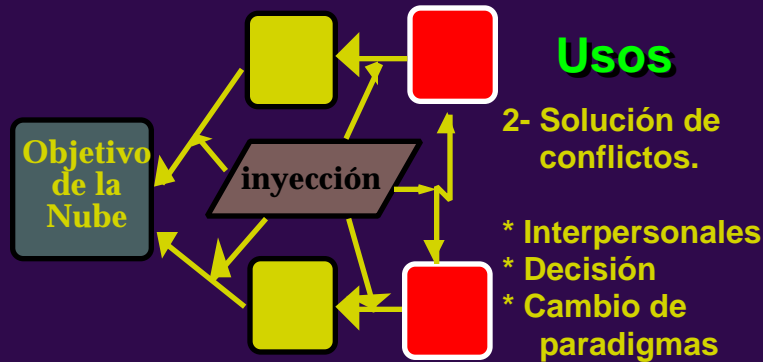 Objetivo
de la
Nube
inyección
Usos
2- Solución de
conflictos.
* Interpersonales
* Decisión
* Cambio de
paradigmas